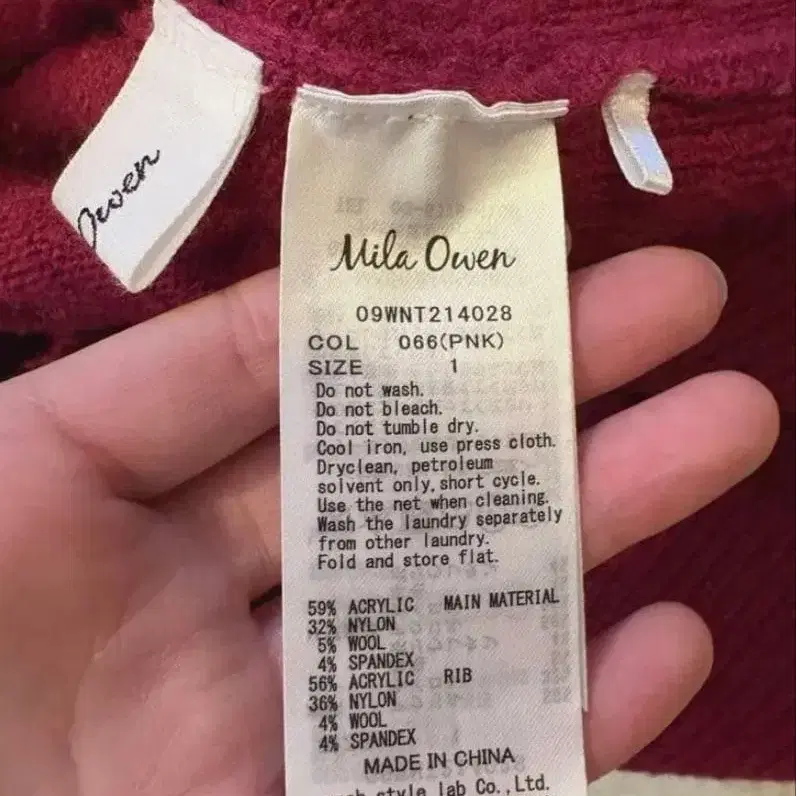 Owen
Mila Owen
09WNT214028
COL 066(PNK)
SIZE 1
Do not wash.
Do not bleach.
Do not tumble dry.
Cool iron, use press cloth.
Dryclean, petroleum
solvent only, short cycle.
Use the net when cleaning.
Wash the laundry separately
from other laundry.
Fold and store flat.
59% ACRYLIC MAIN MATERIAL
32% NYLON
5% WOOL
4% SPANDEX
56% ACRYLIC RIB
36% NYLON
4% WOOL
4% SPANDEX
MADE IN CHINA
style lab Co., Ltd.